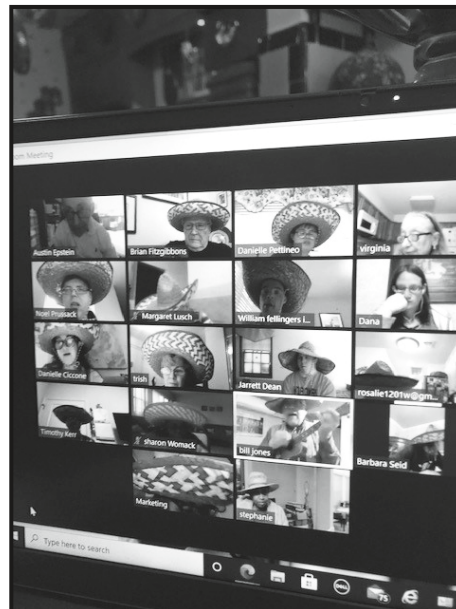 om Meeting
Austin Epstein
Brian Fitzgibbons
Danielle Pettineo
virginia
Noel Prussack
Margaret Lusch
William fellingers i...
Dana
Danielle Ciccone
Irish
Jarrett Dean
rosalie1201w@gm...
Timothy Kerr
sharon Womack
bill jones
Barbara Seid
Marketing
stephanie
Type here to search
DELL
75